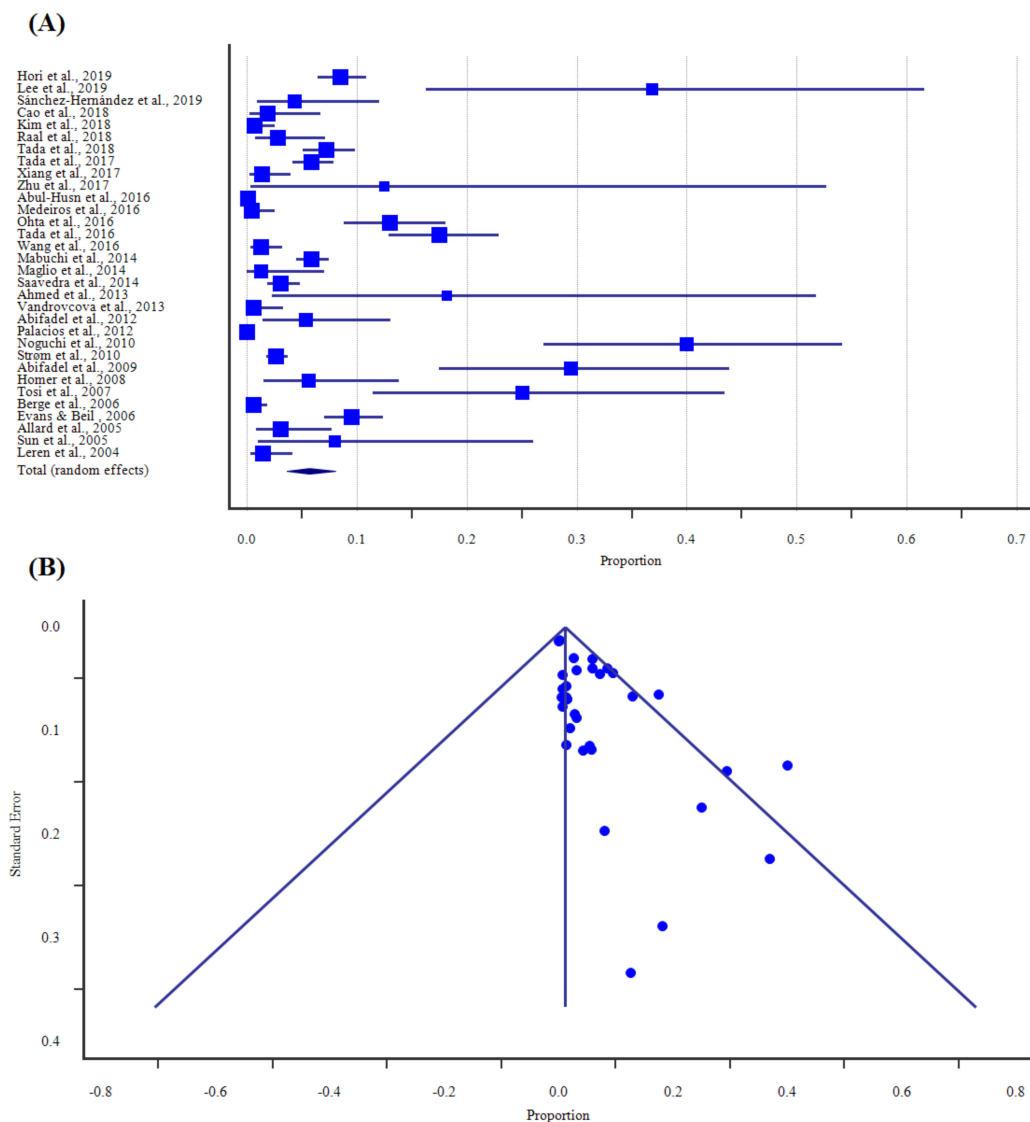 (A)
Hori et al., 2019
Lee et al., 2019
Sánchez-Hernández et al., 2019
Cao et al., 2018
Kim et al., 2018
Raal et al., 2018
Tada et al., 2018
Tada et al., 2017
Xiang et al., 2017
Zhu et al., 2017
Abul-Husn et al., 2016
Medeiros et al., 2016
Ohta et al., 2016
Tada et al., 2016
Wang et al., 2016
Mabuchi et al., 2014
Maglio et al., 2014
Saavedra et al., 2014
Ahmed et al., 2013
Vandrovcova et al., 2013
Abifadel et al., 2012
Palacios et al., 2012
Noguchi et al., 2010
Strøm et al., 2010
Abifadel et al., 2009
Homer et al., 2008
Tosi et al., 2007
Berge et al., 2006
Evans & Beil , 2006
Allard et al., 2005
Sun et al., 2005
Leren et al., 2004
Total (random effects)
0.0 0.1 0.2 0.3 0.4 0.5 0.6 0.7
Proportion
(B)
0.0
0.1
0.2
0.3
0.4
Standard Error
-0.8 -0.6 -0.4 -0.2 0.0 0.2 0.4 0.6 0.8
Proportion